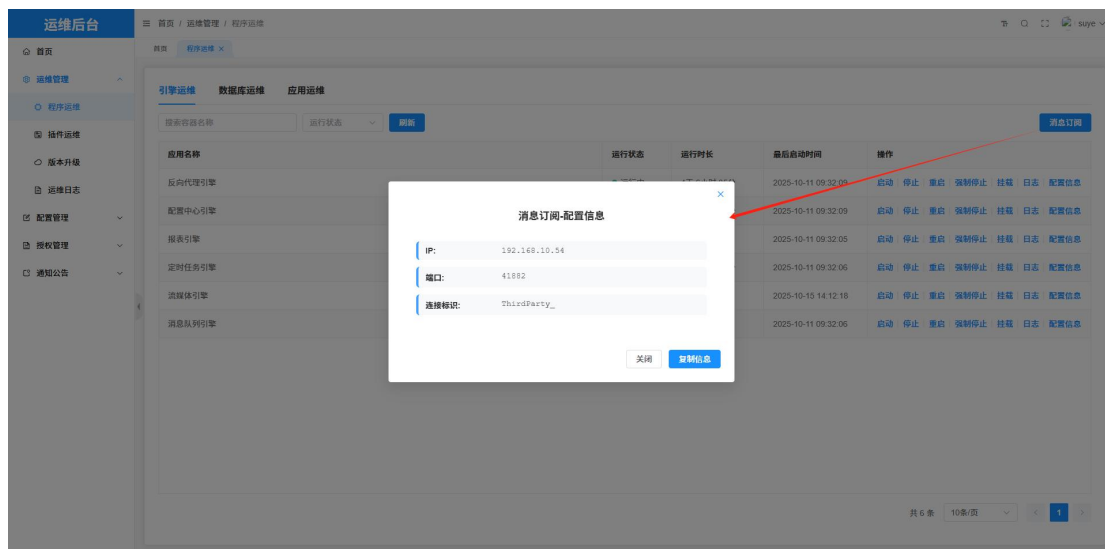 运维后台
首页 / 运维管理 / 程序运维
suye
首页
首页 程序运维 ×
运维管理
引擎运维 数据库运维 应用运维
程序运维
搜索容器名称 运行状态 刷新 消息订阅
插件运维
版本升级
运维日志
配置管理
授权管理
通知公告
应用名称 运行状态 运行时长 最后启动时间 操作
反向代理引擎 2025-10-11 09:32:09 启动 停止 重启 强制停止 挂载 日志 配置信息
配置中心引擎 2025-10-11 09:32:09 启动 停止 重启 强制停止 挂载 日志 配置信息
报表引擎 2025-10-11 09:32:05 启动 停止 重启 强制停止 挂载 日志 配置信息
定时任务引擎 2025-10-11 09:32:06 启动 停止 重启 强制停止 挂载 日志 配置信息
流媒体引擎 2025-10-15 14:12:18 启动 停止 重启 强制停止 挂载 日志 配置信息
消息队列引擎 2025-10-11 09:32:06 启动 停止 重启 强制停止 挂载 日志 配置信息
消息订阅-配置信息
IP: 192.168.10.54
端口: 41882
连接标识: ThirdParty_
关闭 复制信息
共 6 条 10条/页 1